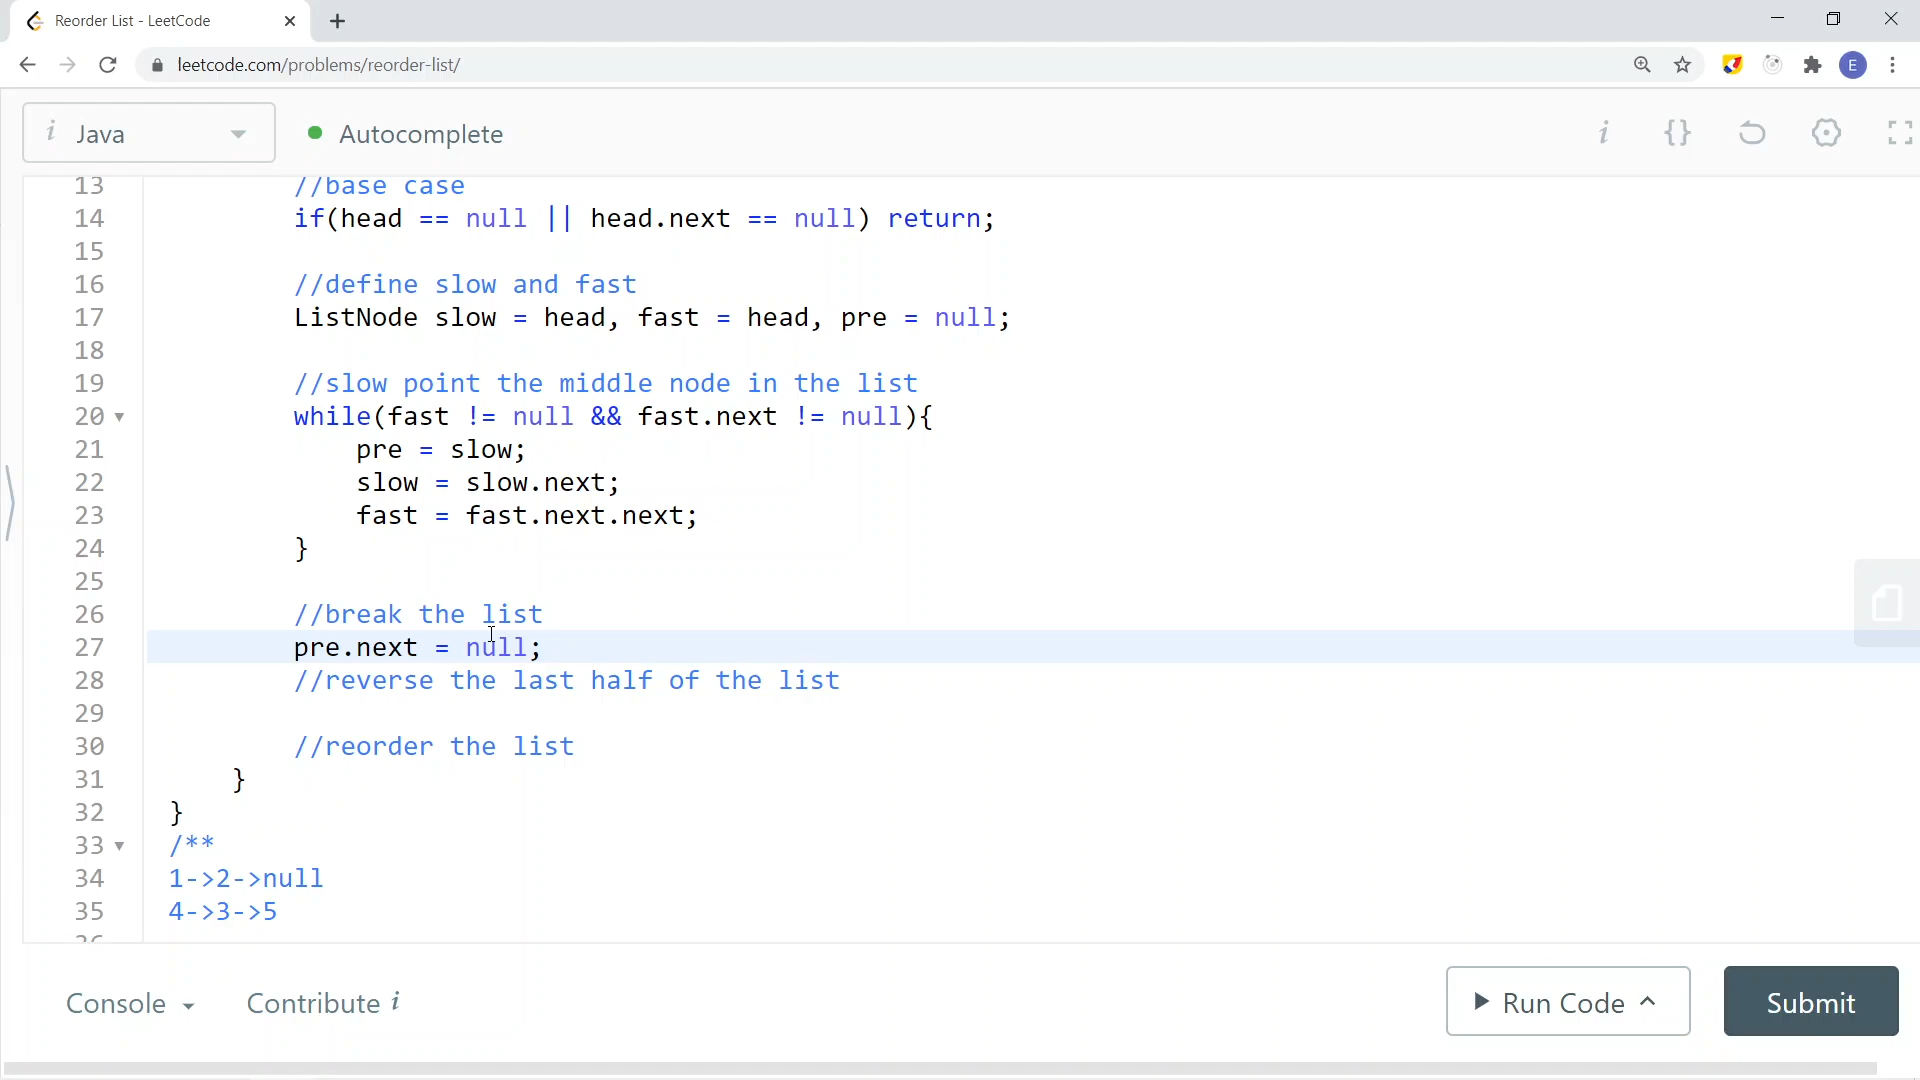 Reorder List - LeetCode
leetcode.com/problems/reorder-list/
E
i Java
Autocomplete
i {}
13 //base case
14 if(head == null || head.next == null) return;
15
16 //define slow and fast
17 ListNode slow = head, fast = head, pre = null;
18
19 //slow point the middle node in the list
20 while(fast != null && fast.next != null){
21 pre = slow;
22 slow = slow.next;
23 fast = fast.next.next;
24 }
25
26 //break the list
27 pre.next = null;
28 //reverse the last half of the list
29
30 //reorder the list
31 }
32 }
33 /**
34 1->2->null
35 4->3->5
Console
Contribute i
Run Code
Submit